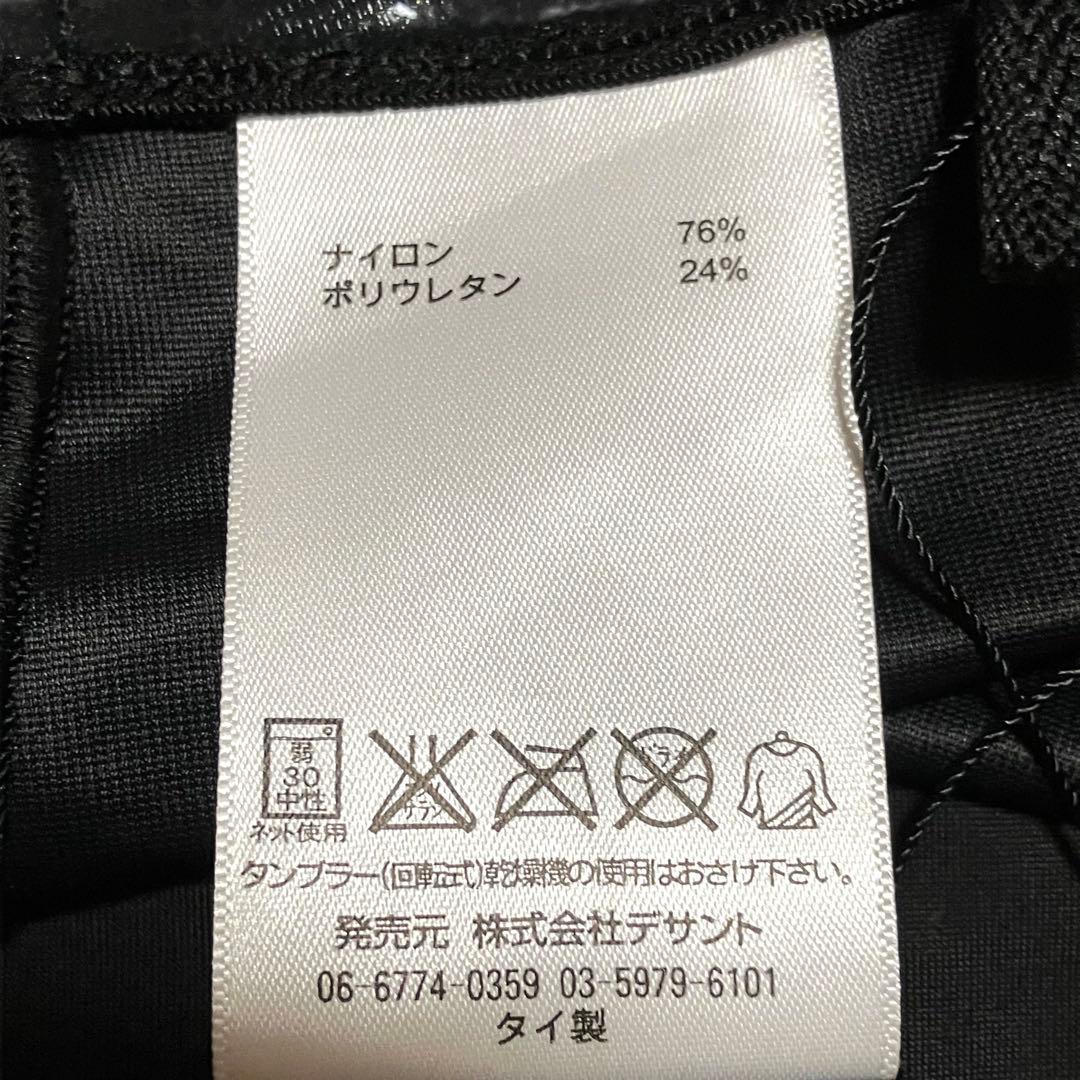 ナイロン 76%
ポリウレタン 24%
弱
30
中性
エンソ
サラシ
ドライ
ネット使用
タンブラー(回転式)乾燥機の使用はおさけ下さい。
発売元 株式会社デサント
06-6774-0359 03-5979-6101
タイ製